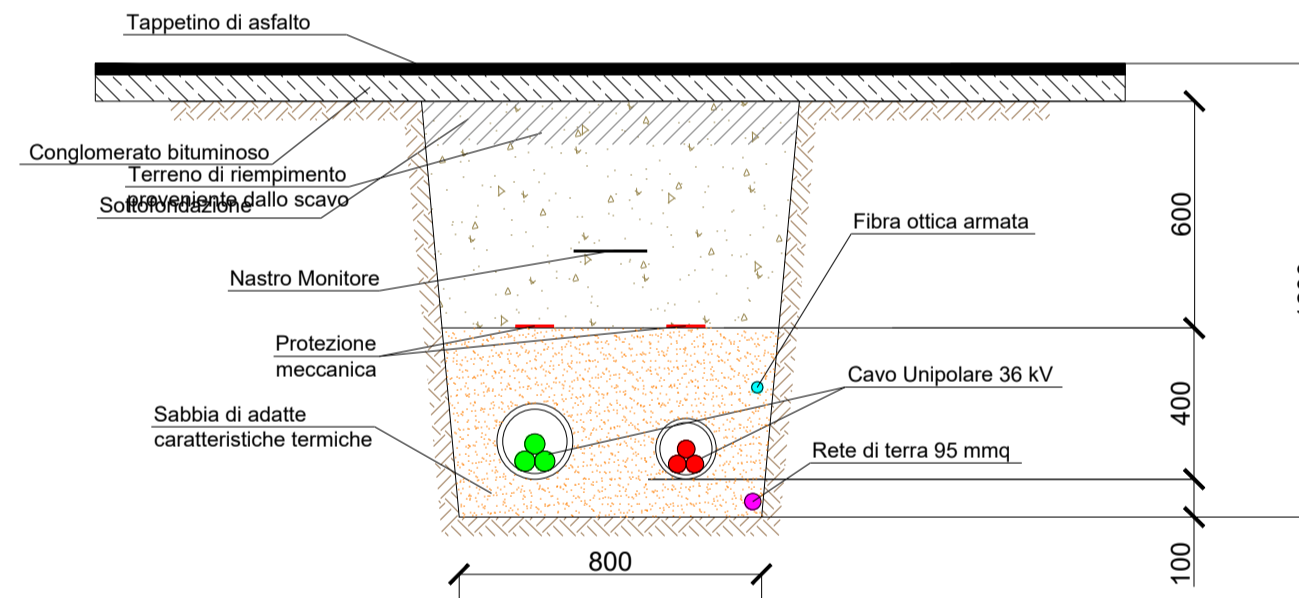 Tappetino di asfalto
Conglomerato bituminoso
Terreno di riempimento
proveniente dallo scavo
Sottofondazione
600
Fibra ottica armata
Nastro Monitore
Protezione
meccanica
Cavo Unipolare 36 kV
400
Sabbia di adatte
caratteristiche termiche
Rete di terra 95 mmq
800
100